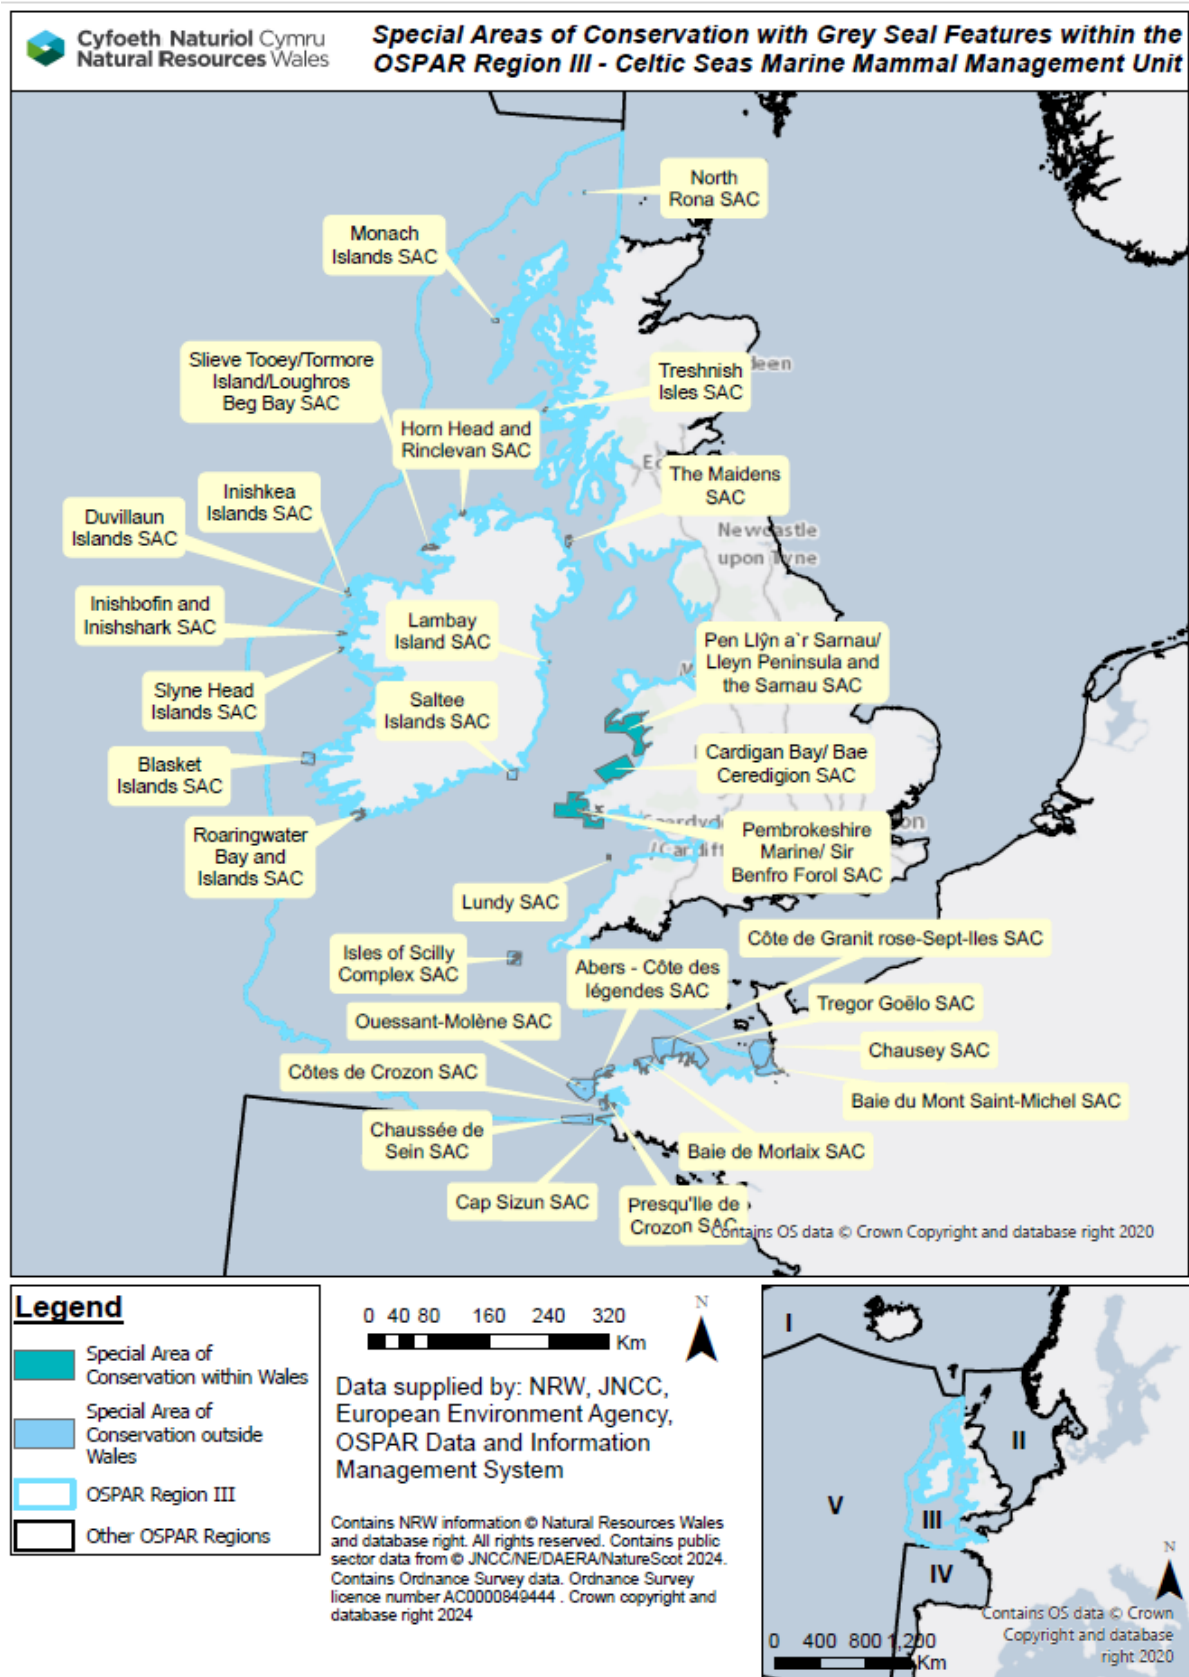 Cyfoeth Naturiol Cymru
Natural Resources Wales
Special Areas of Conservation with Grey Seal Features within the
OSPAR Region III - Celtic Seas Marine Mammal Management Unit
North
Rona SAC
Monach
Islands SAC
Slieve Tooey/Tormore
Island/Loughros
Beg Bay SAC
Treshnish
Isles SAC
deen
Horn Head and
Rinclevan SAC
The Maidens
SAC
Inishkea
Islands SAC
Duvillaun
Islands SAC
Newcastle
upon Tyne
Inishbofin and
Inishshark SAC
Lambay
Island SAC
Pen Llŷn a`r Sarnau/
Lleyn Peninsula and
the Sarnau SAC
Slyne Head
Islands SAC
Saltee
Islands SAC
Blasket
Islands SAC
Cardigan Bay/ Bae
Ceredigion SAC
Roaringwater
Bay and
Islands SAC
Pembrokeshire
Marine/ Sir
Benfro Forol SAC
Caerdyd
/Cardiff
on
Lundy SAC
Isles of Scilly
Complex SAC
Côte de Granit rose-Sept-Iles SAC
Abers - Côte des
légendes SAC
Tregor Goëlo SAC
Ouessant-Molène SAC
Chausey SAC
Côtes de Crozon SAC
Baie du Mont Saint-Michel SAC
Chaussée de
Sein SAC
Baie de Morlaix SAC
Cap Sizun SAC
Presqu'Ile de
Crozon SAC
Contains OS data © Crown Copyright and database right 2020
Legend
Special Area of
Conservation within Wales
Special Area of
Conservation outside
Wales
OSPAR Region III
Other OSPAR Regions
0 40 80 160 240 320
Km
N
Data supplied by: NRW, JNCC,
European Environment Agency,
OSPAR Data and Information
Management System
Contains NRW information © Natural Resources Wales
and database right. All rights reserved. Contains public
sector data from © JNCC/NE/DAERA/NatureScot 2024.
Contains Ordnance Survey data. Ordnance Survey
licence number AC0000849444 . Crown copyright and
database right 2024
I
II
V
III
IV
N
Contains OS data © Crown
Copyright and database
right 2020
0 400 800 1,200
Km